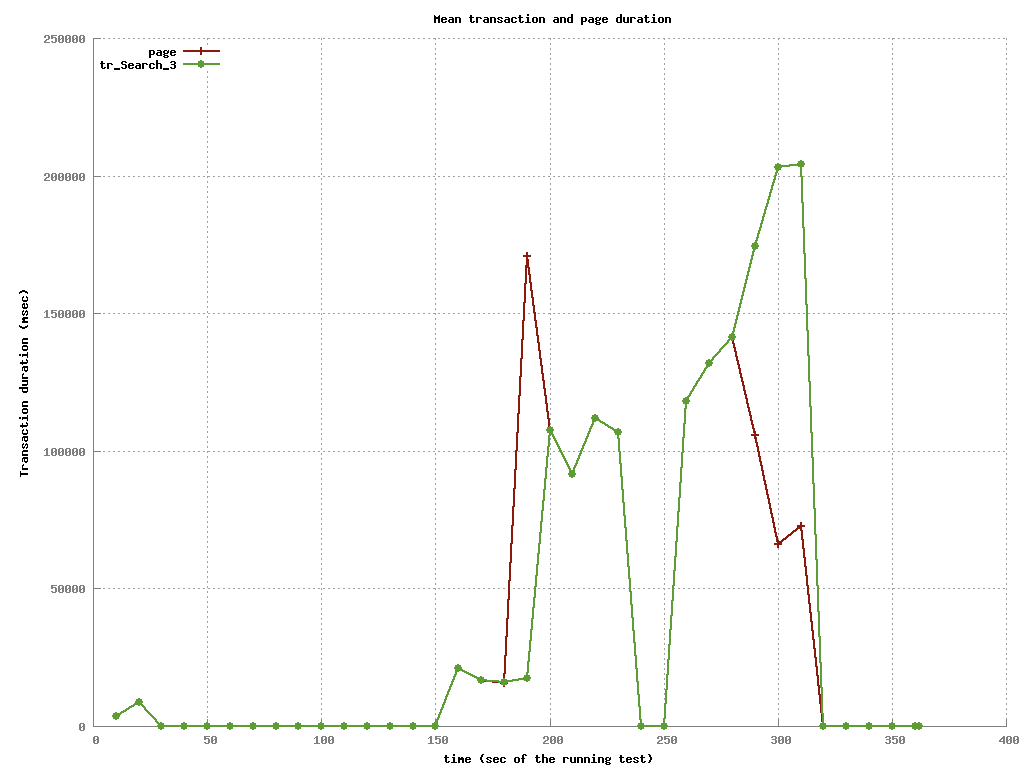 Mean transaction and page duration
250000
page
tr_Search_3
200000
150000
Transaction duration (msec)
100000
50000
0
0 50 100 150 200 250 300 350 400
time (sec of the running test)